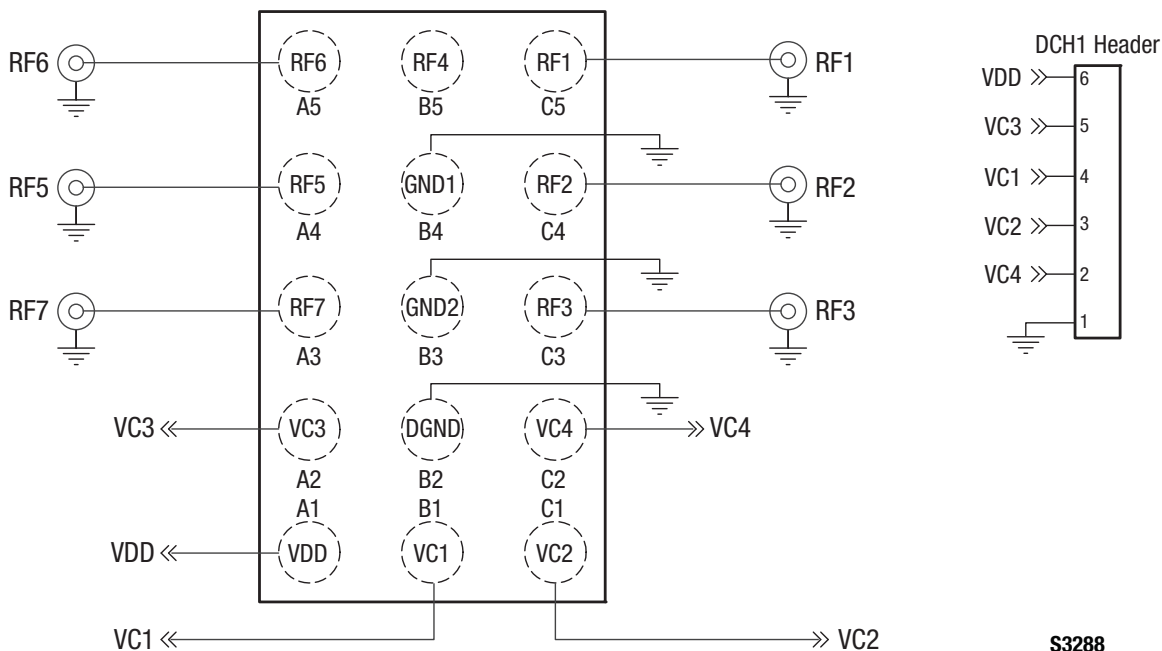 DCH1 Header
RF6 RF6 RF4 RF1 RF1
A5 B5 C5
VDD 6
VC3 5
VC1 4
VC2 3
VC4 2
1
RF5 RF5 GND1 RF2 RF2
A4 B4 C4
RF7 RF7 GND2 RF3 RF3
A3 B3 C3
VC3 VC3 DGND VC4 VC4
A2 B2 C2
A1 B1 C1
VDD VDD VC1 VC2
VC1 VC2
S3288